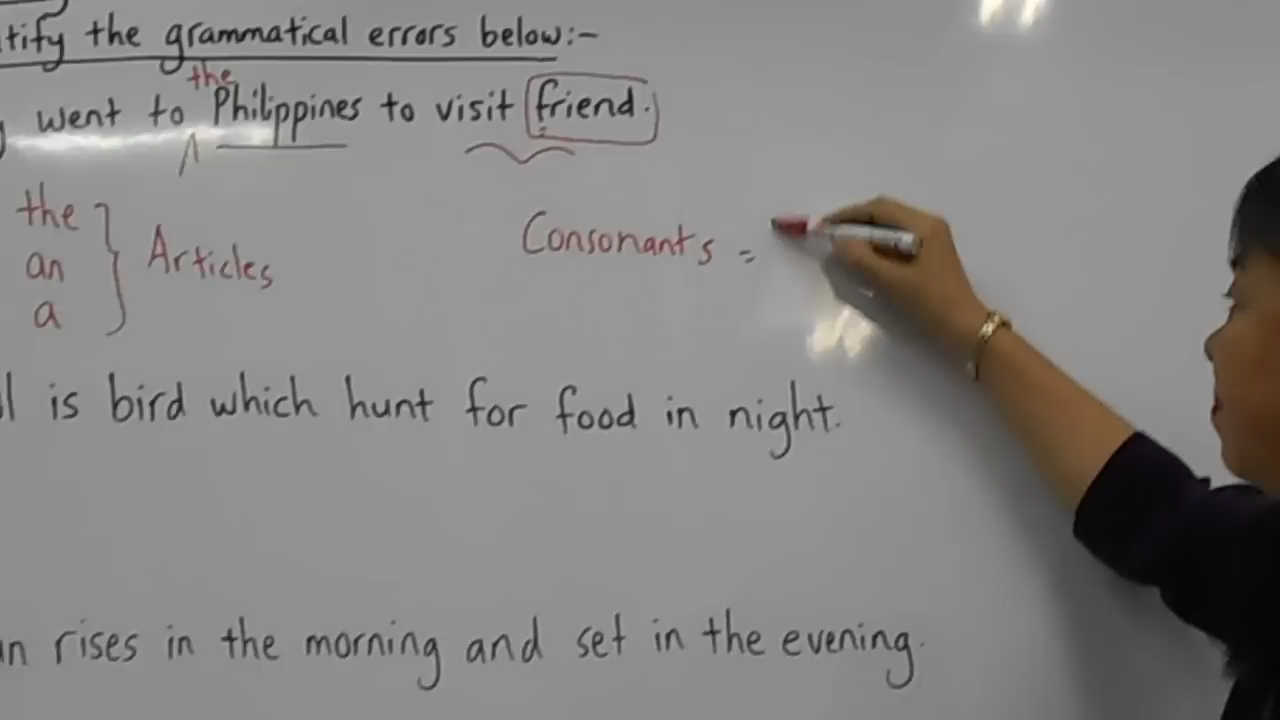 tify the grammatical errors below:-
the
went to Philippines to visit friend.
the
an
a
Articles
Consonants =
is bird which hunt for food in night.
rises in the morning and set in the evening.